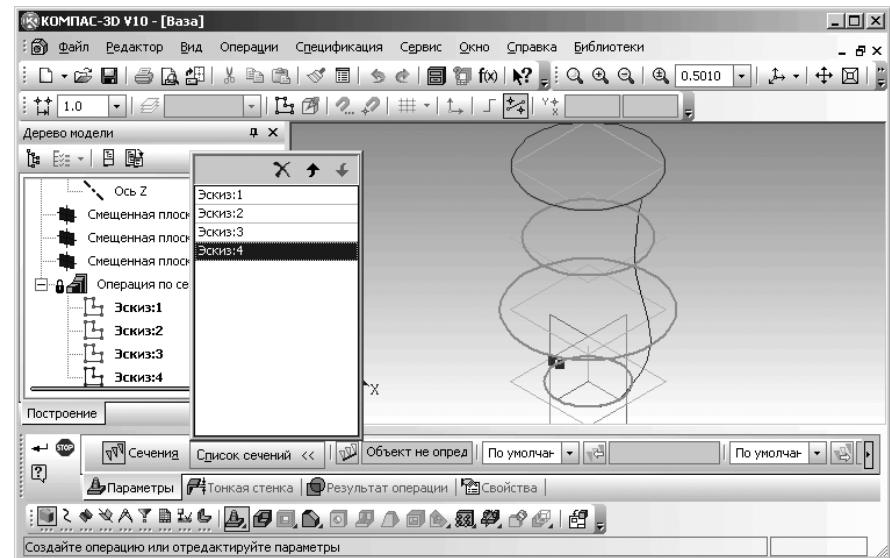 КОМПАС-3D V10 - [Ваза]
Файл Редактор Вид Операции Спецификация Сервис Окно Справка Библиотеки
0.5010
1.0
Дерево модели
Ось Z
Смещенная плоск
Смещенная плоск
Смещенная плоск
Операция по се
Эскиз:1
Эскиз:2
Эскиз:3
Эскиз:4
Эскиз:1
Эскиз:2
Эскиз:3
Эскиз:4
X
Построение
Сечения Список сечений << Объект не опред По умолчан По умолчан
Параметры Тонкая стенка Результат операции Свойства
Создайте операцию или отредактируйте параметры